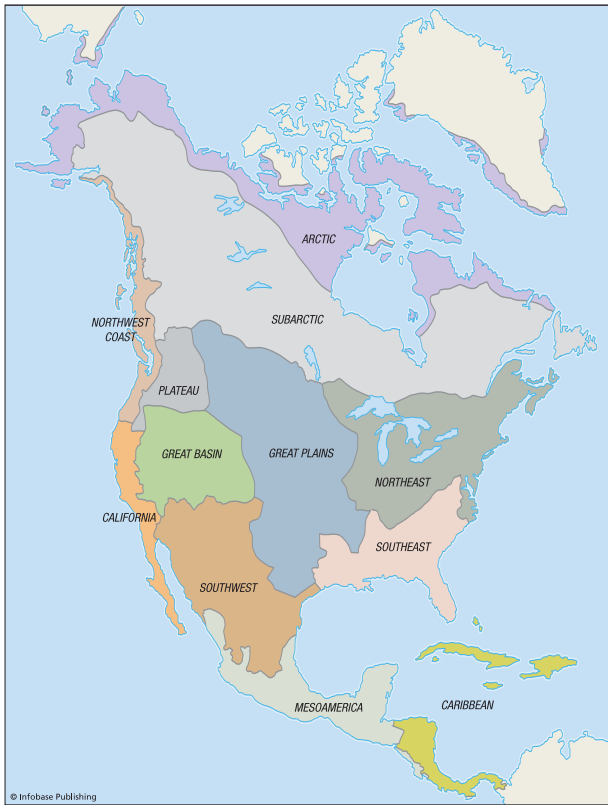 ARCTIC
SUBARCTIC
NORTHWEST
COAST
PLATEAU
GREAT BASIN
GREAT PLAINS
NORTHEAST
CALIFORNIA
SOUTHEAST
SOUTHWEST
MESOAMERICA
CARIBBEAN
© Infobase Publishing